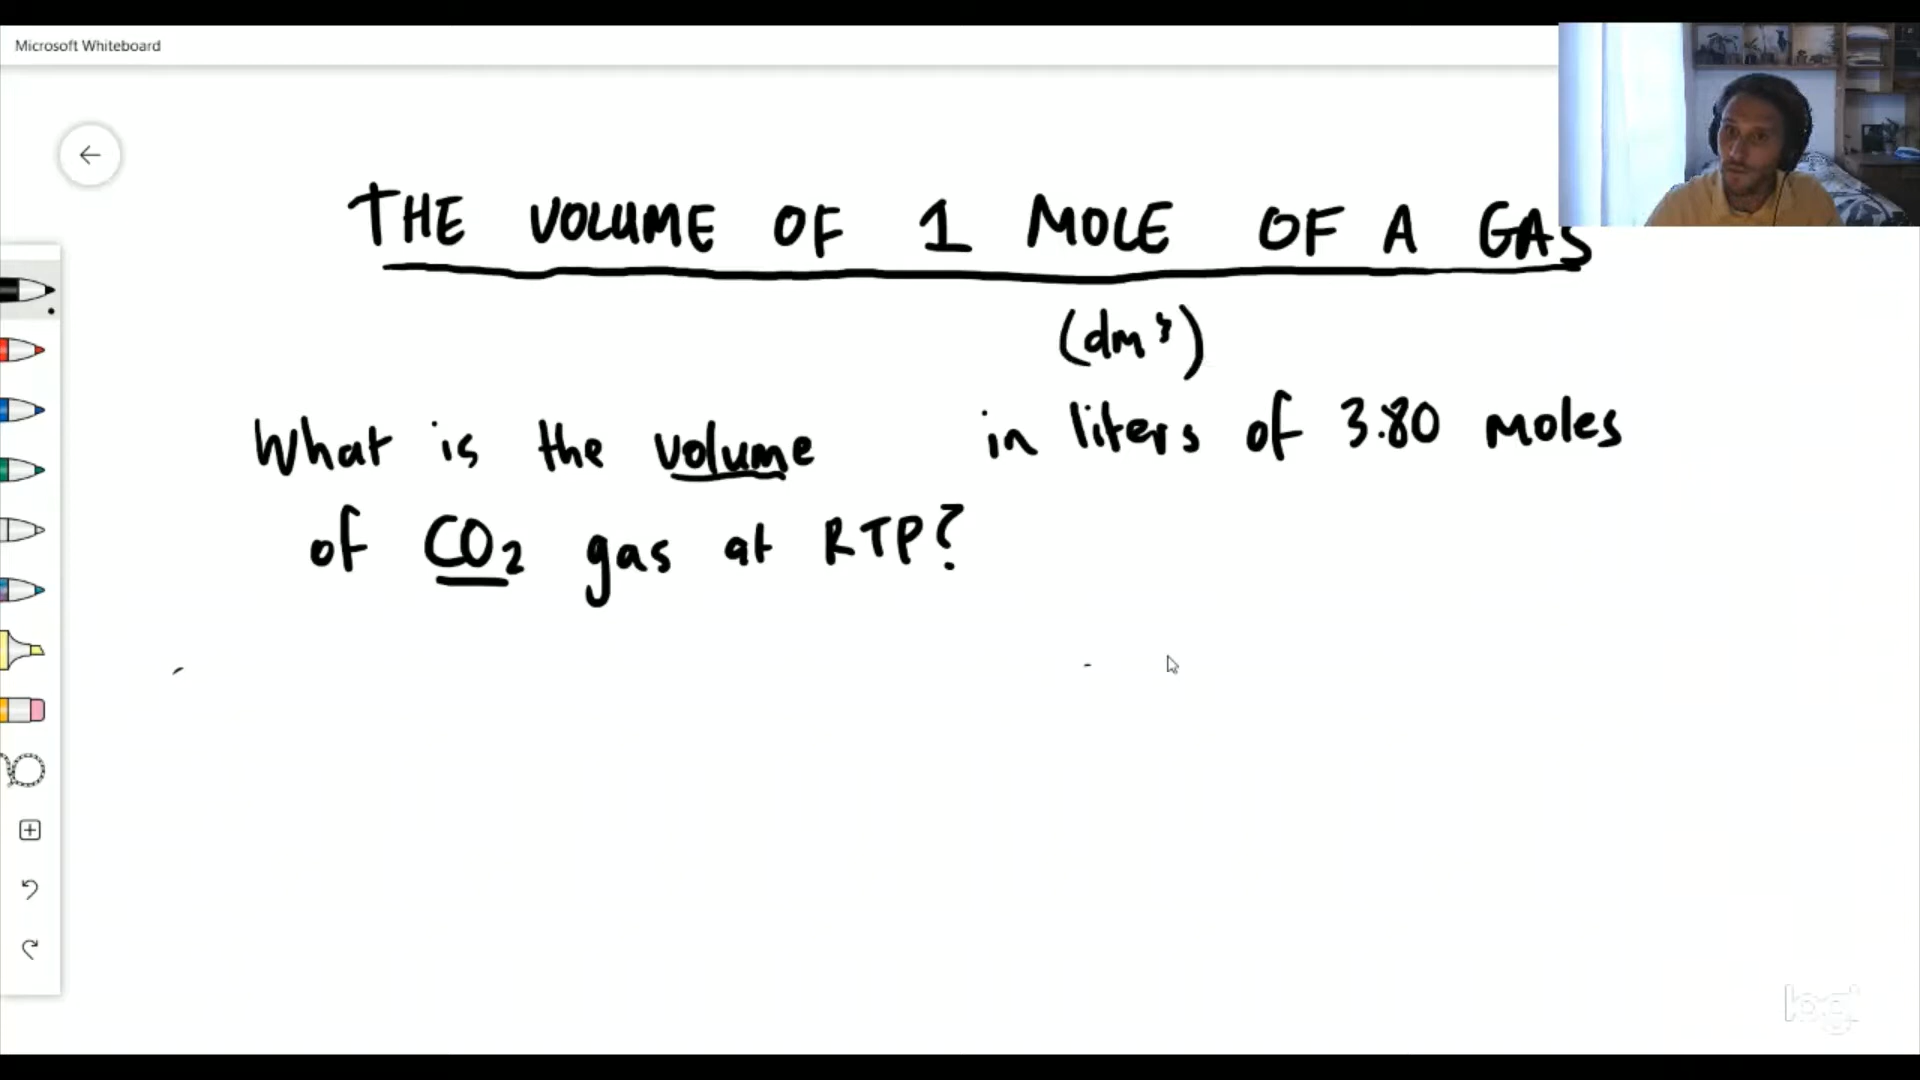 Microsoft Whiteboard
THE VOLUME OF 1 MOLE OF A GAS
(dm³)
What is the volume in liters of 3.80 moles
of CO₂ gas at RTP?
logi